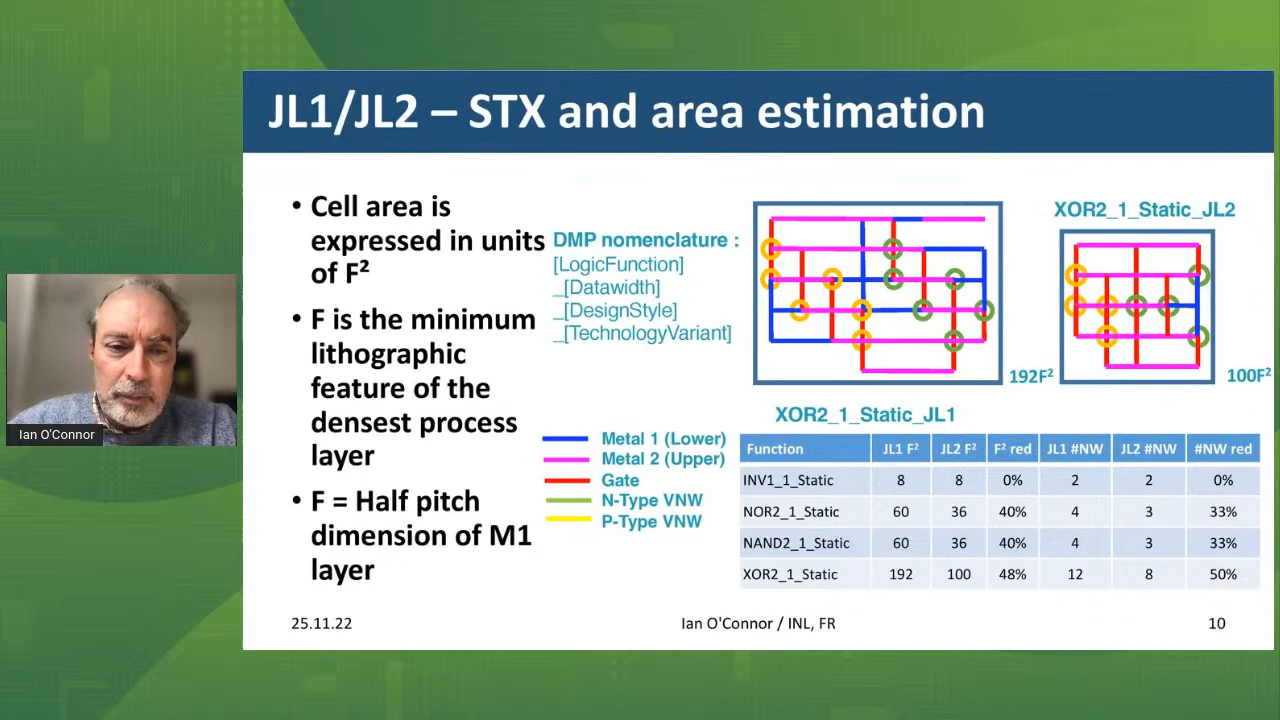 JL1/JL2 – STX and area estimation
• Cell area is
expressed in units
of F²
• F is the minimum
lithographic
feature of the
densest process
layer
• F = Half pitch
dimension of M1
layer
DMP nomenclature :
[LogicFunction]
_[Datawidth]
_[DesignStyle]
_[TechnologyVariant]
192F²
XOR2_1_Static_JL1
XOR2_1_Static_JL2
100F²
Metal 1 (Lower)
Metal 2 (Upper)
Gate
N-Type VNW
P-Type VNW
Function JL1 F² JL2 F² F² red JL1 #NW JL2 #NW #NW red
INV1_1_Static 8 8 0% 2 2 0%
NOR2_1_Static 60 36 40% 4 3 33%
NAND2_1_Static 60 36 40% 4 3 33%
XOR2_1_Static 192 100 48% 12 8 50%
Ian O'Connor
25.11.22
Ian O'Connor / INL, FR
10